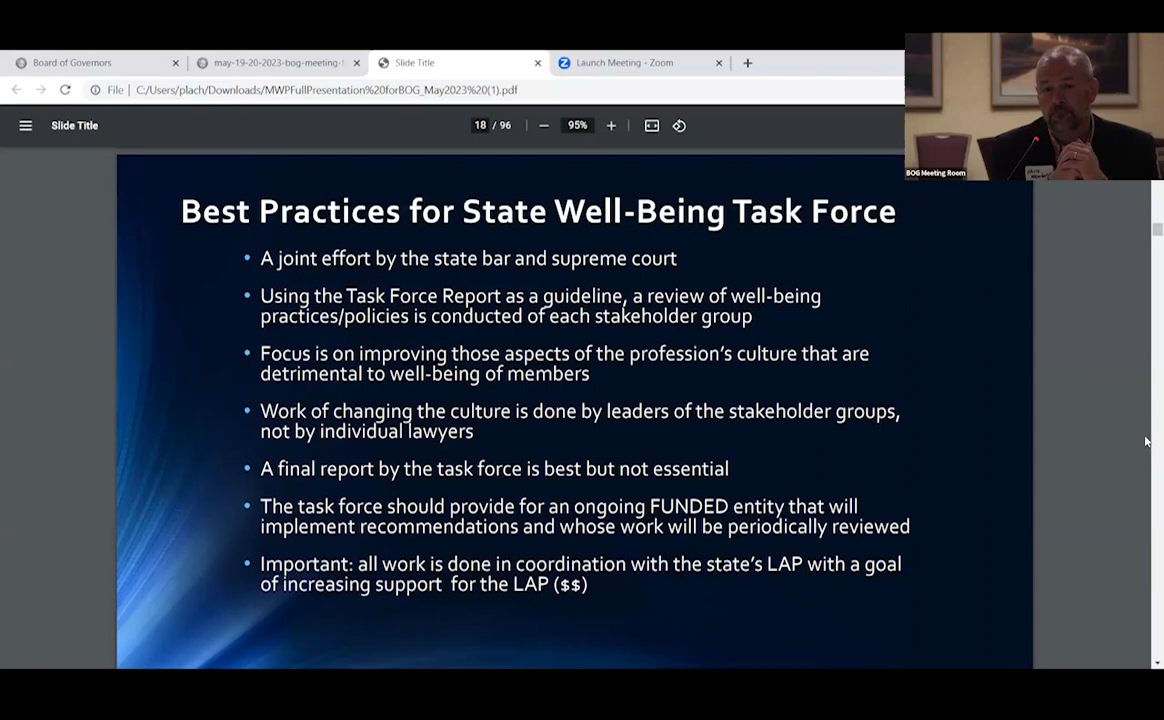 Board of Governors
may-19-20-2023-bog-meeting-
Slide Title
Launch Meeting - Zoom
File
C:/Users/plach/Downloads/MWPFullPresentation%20forBOG_May2023%20(1).pdf
Slide Title
18 / 96
95%
BOG Meeting Room
Best Practices for State Well-Being Task Force
• A joint effort by the state bar and supreme court
• Using the Task Force Report as a guideline, a review of well-being
practices/policies is conducted of each stakeholder group
• Focus is on improving those aspects of the profession's culture that are
detrimental to well-being of members
• Work of changing the culture is done by leaders of the stakeholder groups,
not by individual lawyers
• A final report by the task force is best but not essential
• The task force should provide for an ongoing FUNDED entity that will
implement recommendations and whose work will be periodically reviewed
• Important: all work is done in coordination with the state's LAP with a goal
of increasing support for the LAP ($$)